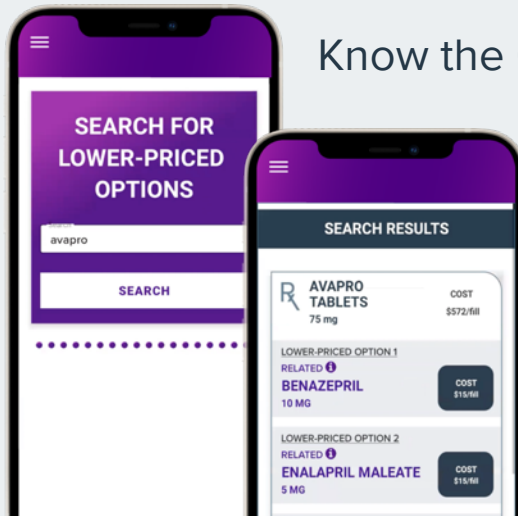 Know the
SEARCH FOR
LOWER-PRICED
OPTIONS
avapro
SEARCH
SEARCH RESULTS
AVAPRO
TABLETS
75 mg
COST
$572/fill
LOWER-PRICED OPTION 1
RELATED
BENAZEPRIL
10 MG
COST
$15/fill
LOWER-PRICED OPTION 2
RELATED
ENALAPRIL MALEATE
5 MG
COST
$15/fill